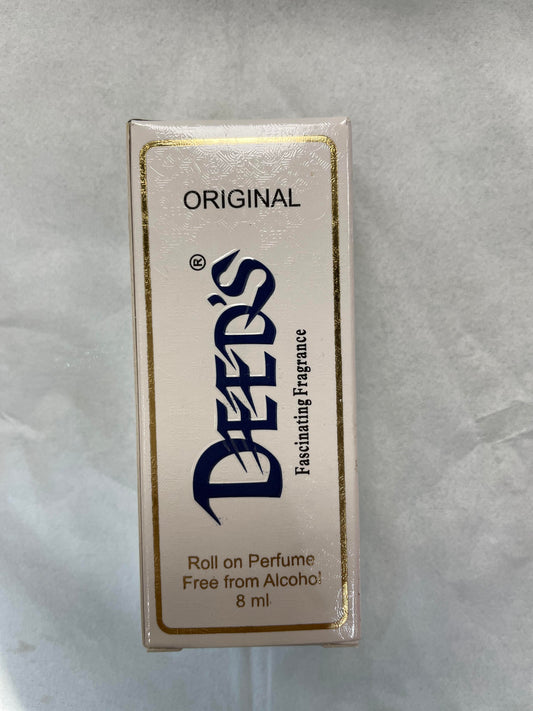 ORIGINAL
DEED'S®
Fascinating Fragrance
Roll on Perfume
Free from Alcohol
8 ml